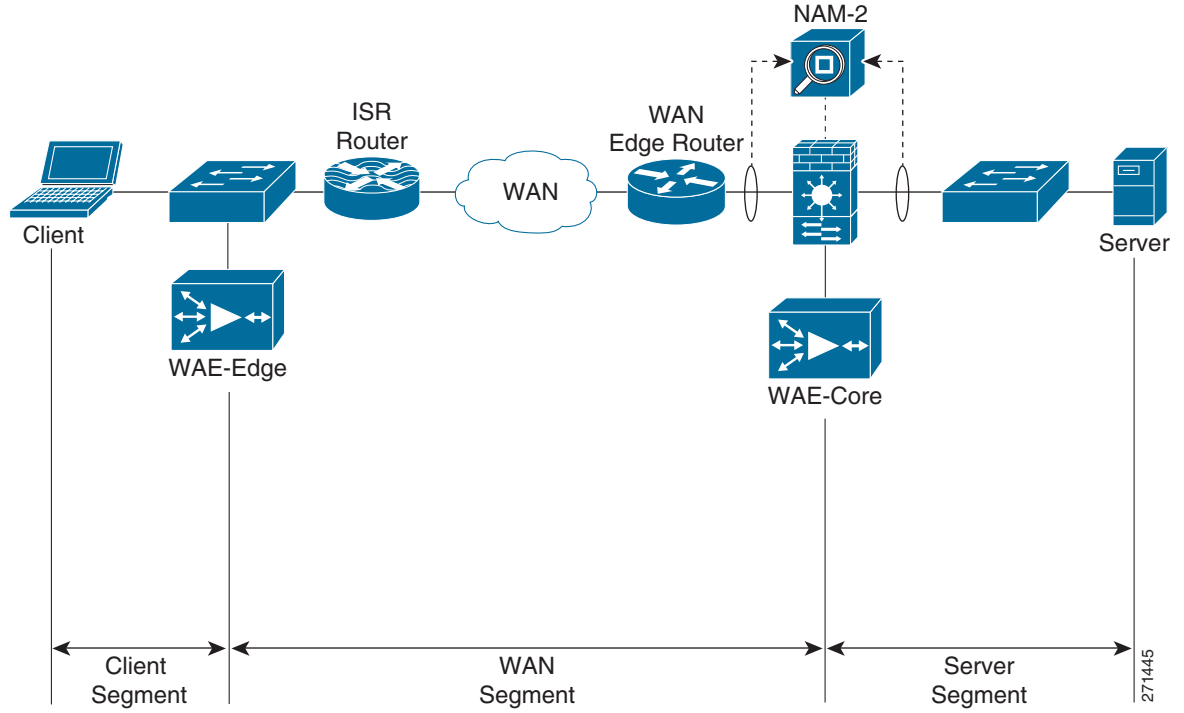 NAM-2
ISR
Router
WAN
Edge Router
WAN
Client
Server
WAE-Edge
WAE-Core
Client
Segment
WAN
Segment
Server
Segment
271445